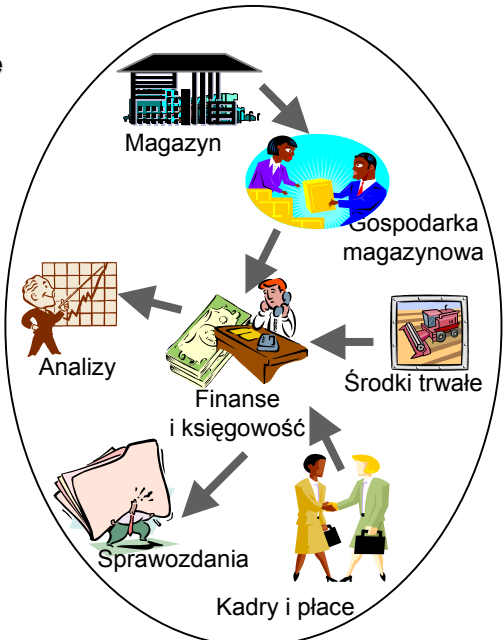 e
Magazyn
Gospodarka
magazynowa
Analizy
Środki trwałe
Finanse
i księgowość
Sprawozdania
Kadry i płace